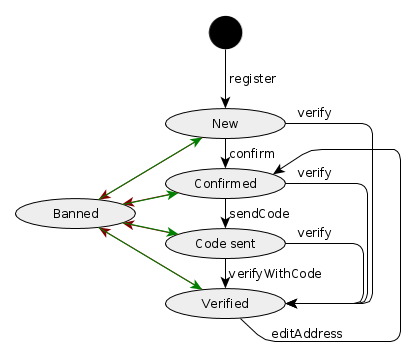 register
New
verify
confirm
Confirmed
verify
Banned
sendCode
Code sent
verify
verifyWithCode
Verified
editAddress